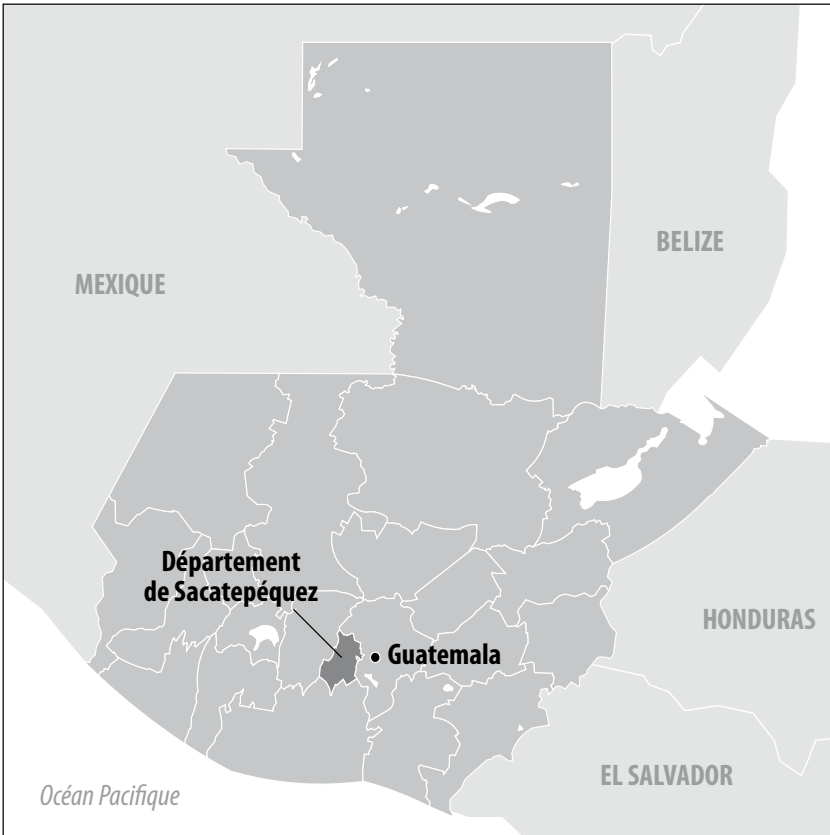 BELIZE
MEXIQUE
Département
de Sacatepéquez
HONDURAS
Guatemala
EL SALVADOR
Océan Pacifique